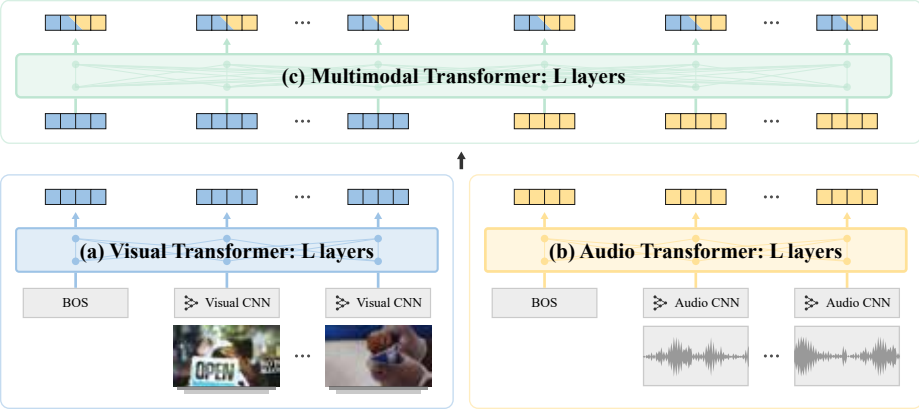 ...
(c) Multimodal Transformer: L layers
...
...
(a) Visual Transformer: L layers
(b) Audio Transformer: L layers
BOS
Visual CNN
Visual CNN
BOS
Audio CNN
Audio CNN
OPEN
...
...